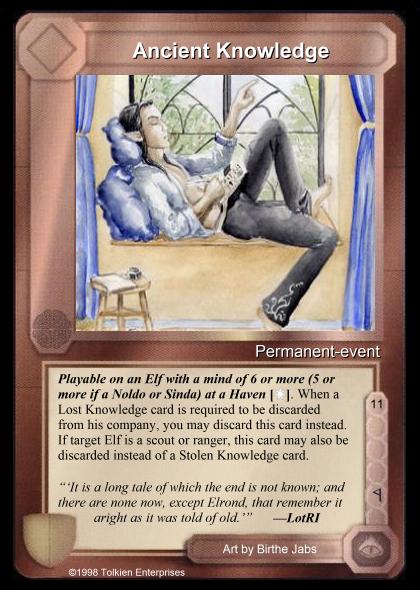 Ancient Knowledge
Permanent-event
Playable on an Elf with a mind of 6 or more (5 or
more if a Noldo or Sinda) at a Haven [☀]. When a
Lost Knowledge card is required to be discarded
from his company, you may discard this card instead.
If target Elf is a scout or ranger, this card may also be
discarded instead of a Stolen Knowledge card.
“‘It is a long tale of which the end is not known; and
there are none now, except Elrond, that remember it
aright as it was told of old.’” —LotRI
11
Art by Birthe Jabs
©1998 Tolkien Enterprises